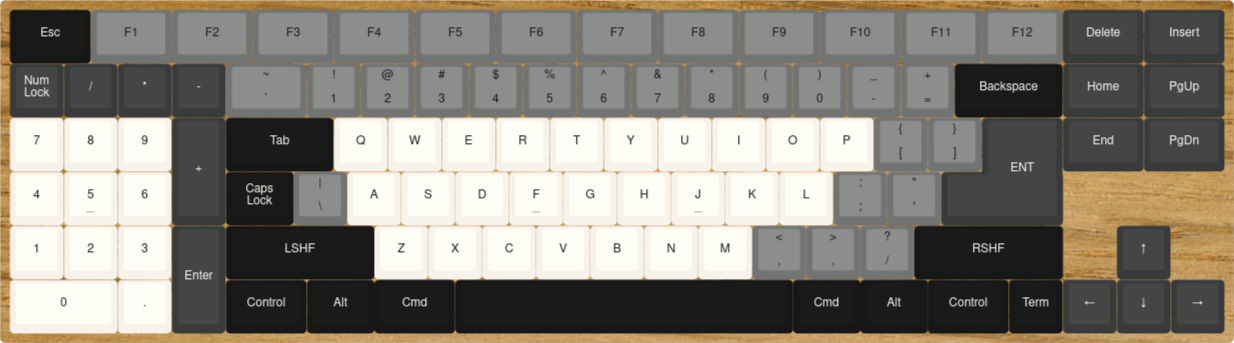 Esc F1 F2 F3 F4 F5 F6 F7 F8 F9 F10 F11 F12 Delete Insert
Num Lock / * - ~ ` ! 1 @ 2 # 3 $ 4 % 5 ^ 6 & 7 * 8 ( 9 ) 0 _ - + = Backspace Home PgUp
7 8 9 + Tab Q W E R T Y U I O P { [ } ] ENT End PgDn
4 5 _ 6 Caps Lock | \ A S D F _ G H J _ K L : ; " '
1 2 3 Enter LSHF Z X C V B N M < , > , ? / RSHF ↑
0 . Control Alt Cmd Cmd Alt Control Term ← ↓ →